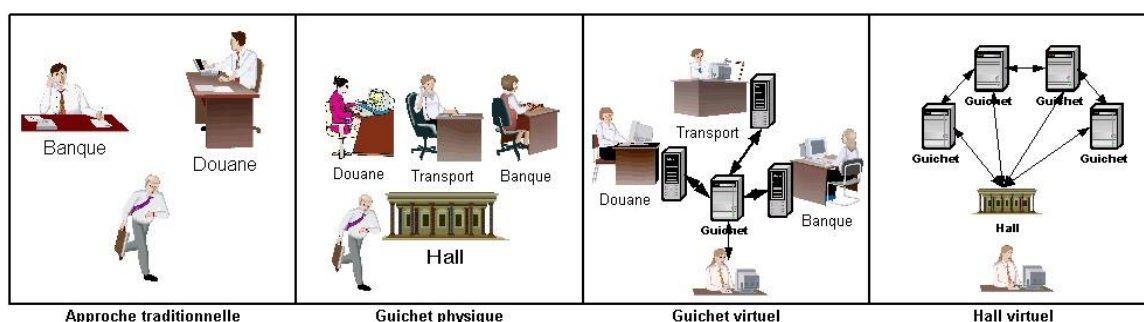 Banque
Douane
Approche traditionnelle
Douane
Transport
Banque
Hall
Guichet physique
Transport
Douane
Banque
Guichet
Guichet virtuel
Guichet
Guichet
Guichet
Guichet
Hall
Hall virtuel